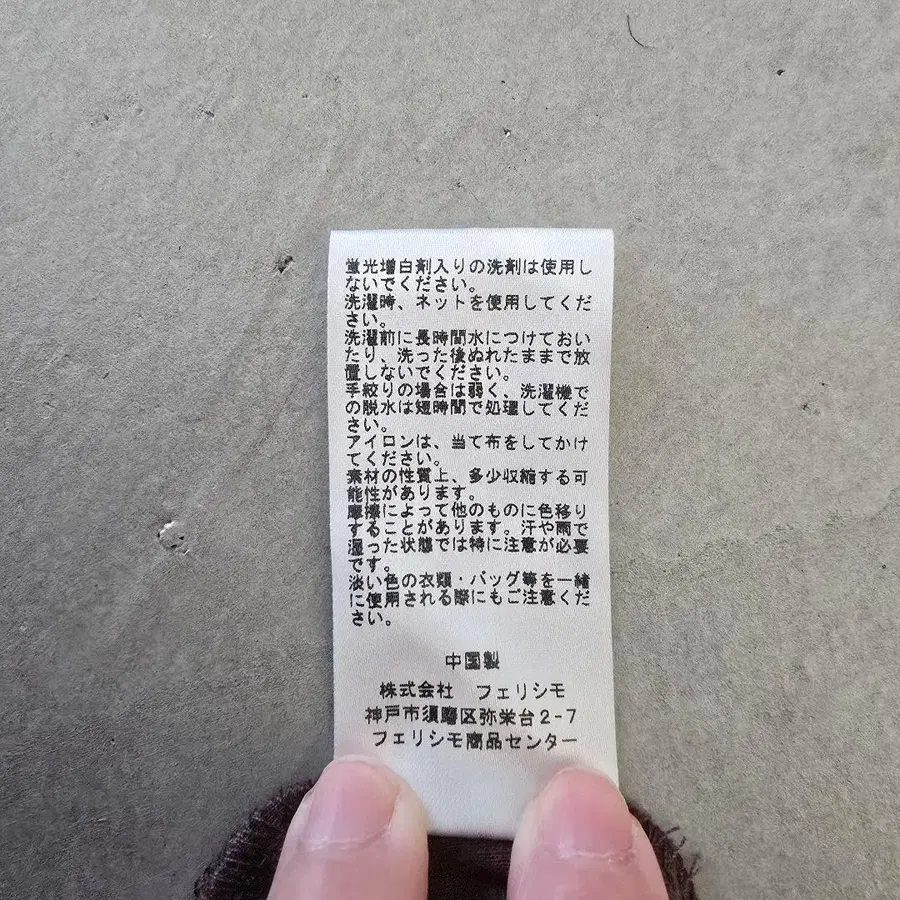 蛍光増白剤入りの洗剤は使用し
ないでください。
洗濯時、ネットを使用してくだ
さい。
洗濯前に長時間水につけておい
たり、洗った後ぬれたままで放
置しないでください。
手絞りの場合は弱く、洗濯機で
の脱水は短時間で処理してくだ
さい。
アイロンは、当て布をしてかけ
てください。
素材の性質上、多少収縮する可
能性があります。
摩擦によって他のものに色移り
することがあります。汗や雨で
湿った状態では特に注意が必要
です。
淡い色の衣類・バッグ等を一緒
に使用される際にもご注意くだ
さい。
中国製
株式会社 フェリシモ
神戸市須磨区弥栄台2-7
フェリシモ商品センター